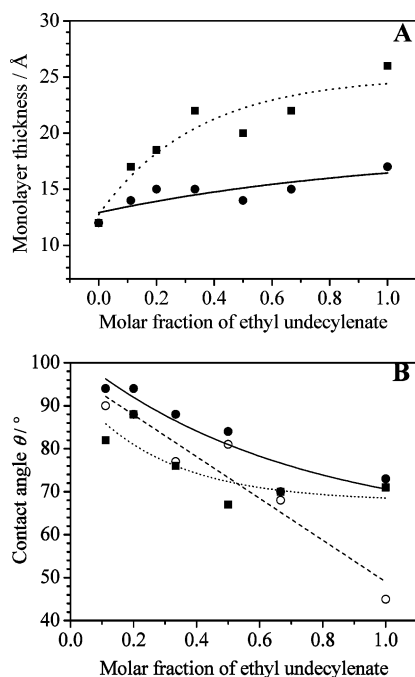 A
Monolayer thickness / Å
30
25
20
15
10
0.0 0.2 0.4 0.6 0.8 1.0
Molar fraction of ethyl undecylenate
B
Contact angle θ/ °
100
90
80
70
60
50
40
0.0 0.2 0.4 0.6 0.8 1.0
Molar fraction of ethyl undecylenate